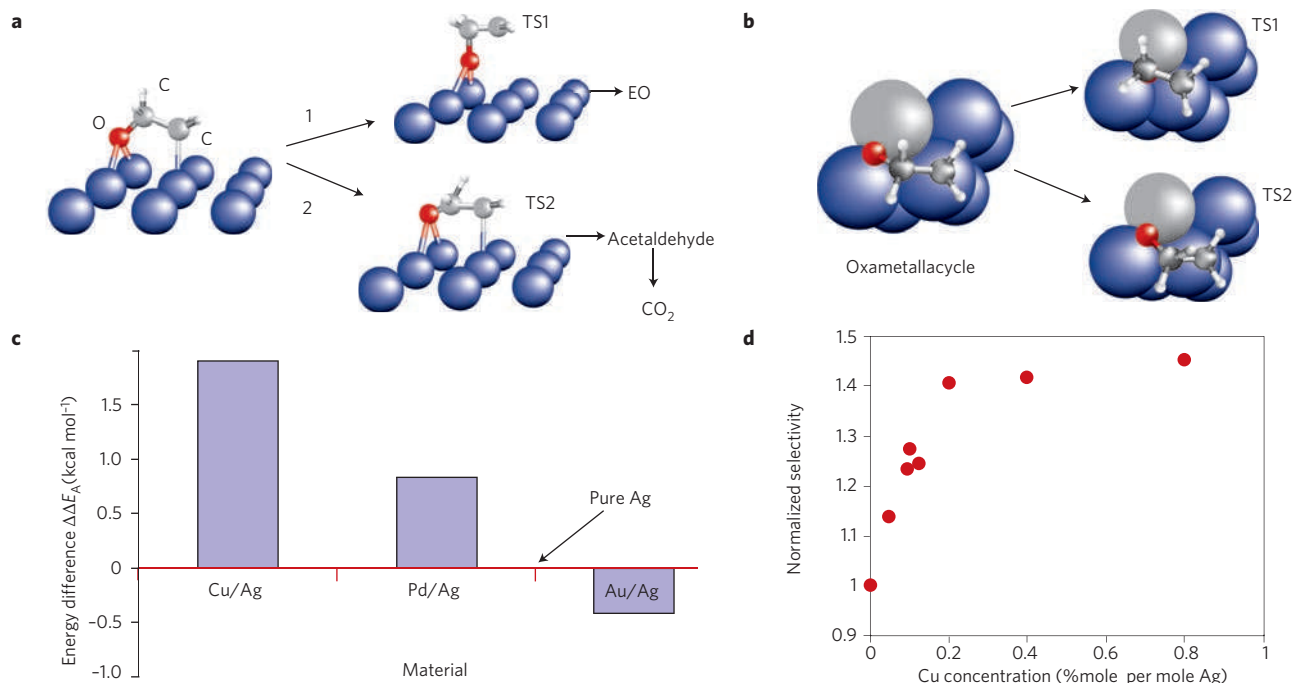 a
TS1
C
O
C
1
EO
2
TS2
Acetaldehyde
CO₂
b
TS1
TS2
Oxametallacycle
c
Energy difference ΔΔE_A (kcal mol⁻¹)
1.5
1.0
0.5
0
−0.5
−1.0
Pure Ag
Cu/Ag
Pd/Ag
Au/Ag
Material
d
Normalized selectivity
1.5
1.4
1.3
1.2
1.1
1
0.9
0
0.2
0.4
0.6
0.8
1
Cu concentration (%mole per mole Ag)